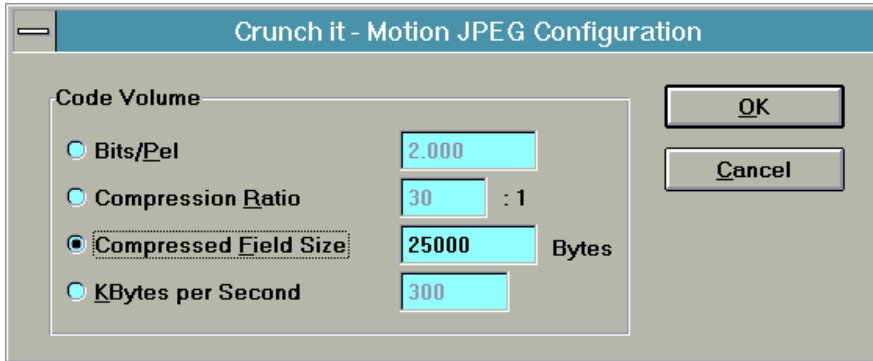 Crunch it - Motion JPEG Configuration
Code Volume
Bits/Pel 2.000
Compression Ratio 30 : 1
Compressed Field Size 25000 Bytes
KBytes per Second 300
OK
Cancel